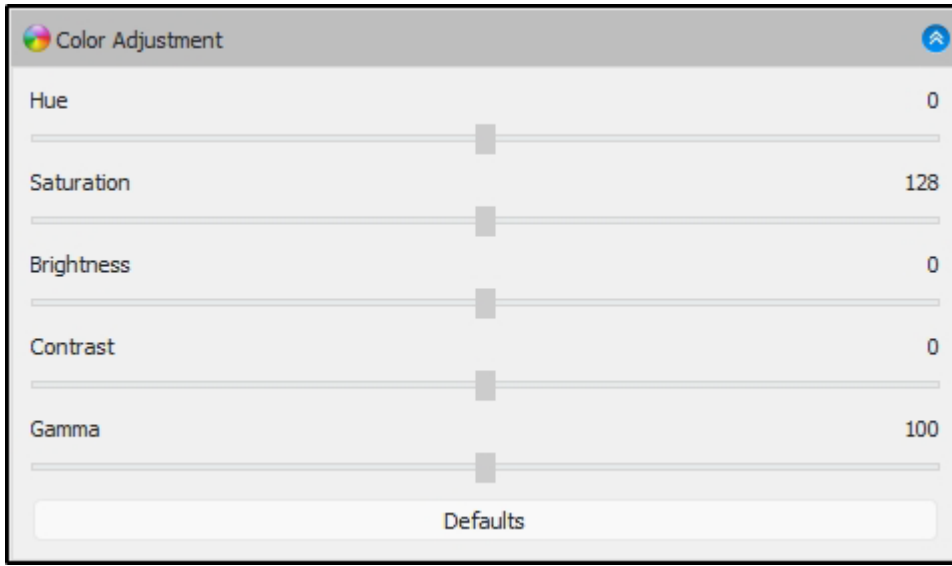 Color Adjustment
Hue 0
Saturation 128
Brightness 0
Contrast 0
Gamma 100
Defaults